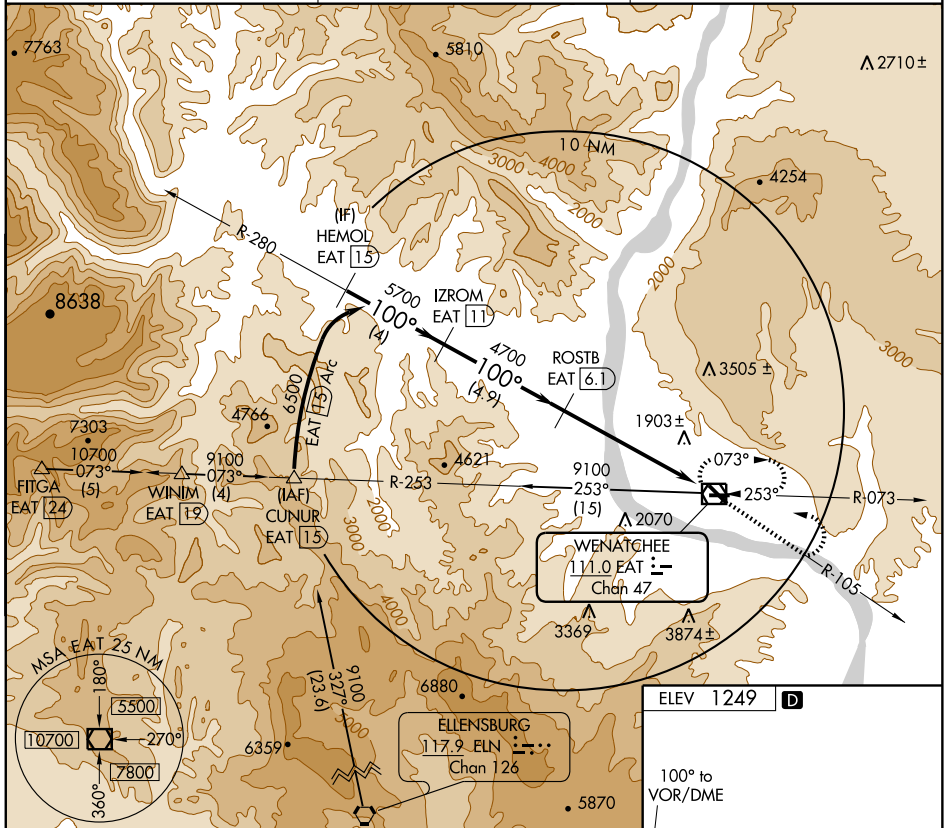 7763
5810
2710 ±
10 NM
3000
4000
4254
2000
(IF)
HEMOL
EAT 15
R-280
2000
8638
5700
100°
(4)
IZROM
EAT 11
4700
100°
(4.9)
ROSTB
EAT 6.1
3000
3505 ±
6500
EAT 15 Arc
4766
1903 ±
7303
10700
073°
(5)
9100
073°
(4)
4621
073°
R-253
9100
253°
(15)
253°
R-073
FITGA
EAT 24
WINIM
EAT 19
(IAF)
CUNUR
EAT 15
2000
3000
2070
WENATCHEE
111.0 EAT
Chan 47
R-105
4000
3369
3874 ±
MSA EAT 25 NM
180°
5500
10700
270°
7800
360°
9100
327°
(23.6)
5000
6880
6359
ELLENSBURG
117.9 ELN
Chan 126
5870
ELEV 1249 D
100° to
VOR/DME